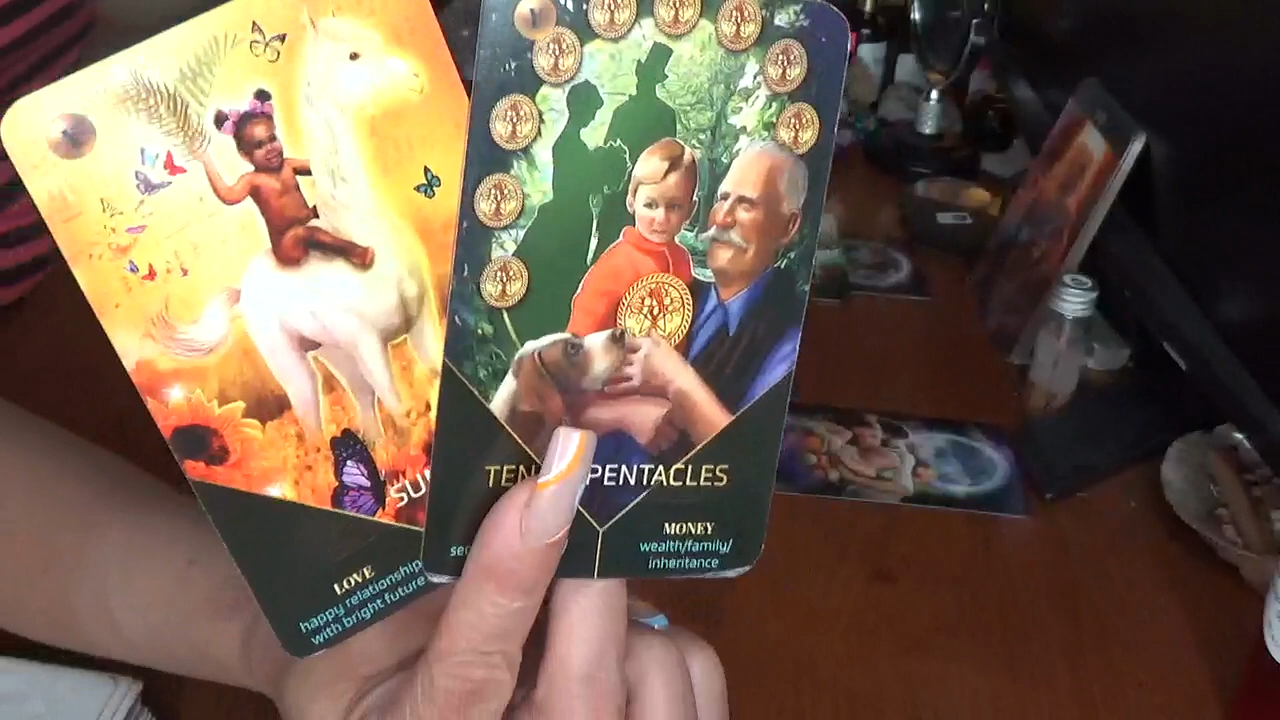 SU
LOVE
happy relationship
with bright future
TEN PENTACLES
MONEY
wealth/family/
inheritance